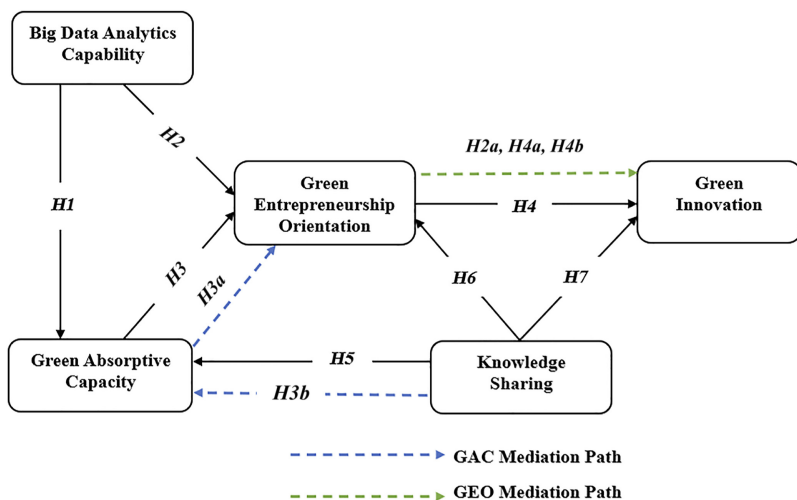 Big Data Analytics
Capability
H2
H2a, H4a, H4b
Green
Entrepreneurship
Orientation
Green
Innovation
H1
H4
H3
H3a
H6
H7
Green Absorptive
Capacity
H5
Knowledge
Sharing
H3b
GAC Mediation Path
GEO Mediation Path